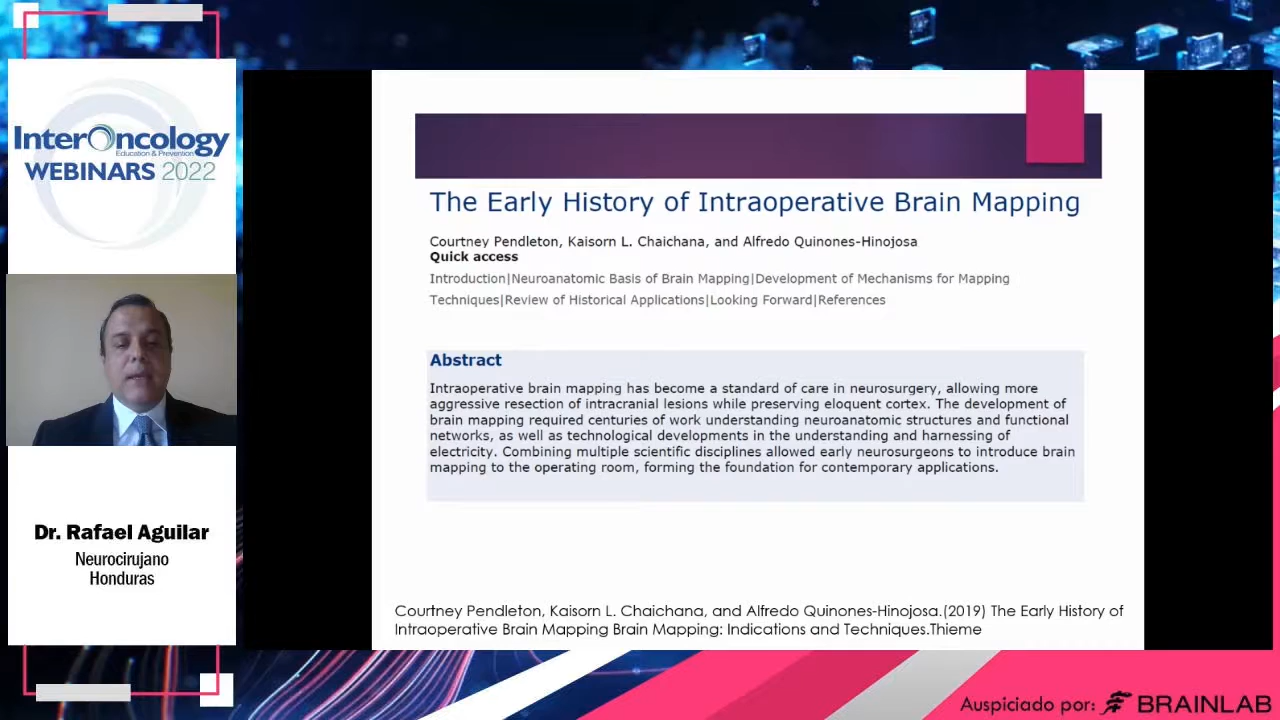 InterOncology
Education & Prevention
WEBINARS 2022
Dr. Rafael Aguilar
Neurocirujano
Honduras
The Early History of Intraoperative Brain Mapping
Courtney Pendleton, Kaisorn L. Chaichana, and Alfredo Quinones-Hinojosa
Quick access
Introduction|Neuroanatomic Basis of Brain Mapping|Development of Mechanisms for Mapping
Techniques|Review of Historical Applications|Looking Forward|References
Abstract
Intraoperative brain mapping has become a standard of care in neurosurgery, allowing more
aggressive resection of intracranial lesions while preserving eloquent cortex. The development of
brain mapping required centuries of work understanding neuroanatomic structures and functional
networks, as well as technological developments in the understanding and harnessing of
electricity. Combining multiple scientific disciplines allowed early neurosurgeons to introduce brain
mapping to the operating room, forming the foundation for contemporary applications.
Courtney Pendleton, Kaisorn L. Chaichana, and Alfredo Quinones-Hinojosa.(2019) The Early History of
Intraoperative Brain Mapping Brain Mapping: Indications and Techniques.Thieme
Auspiciado por: BRAINLAB